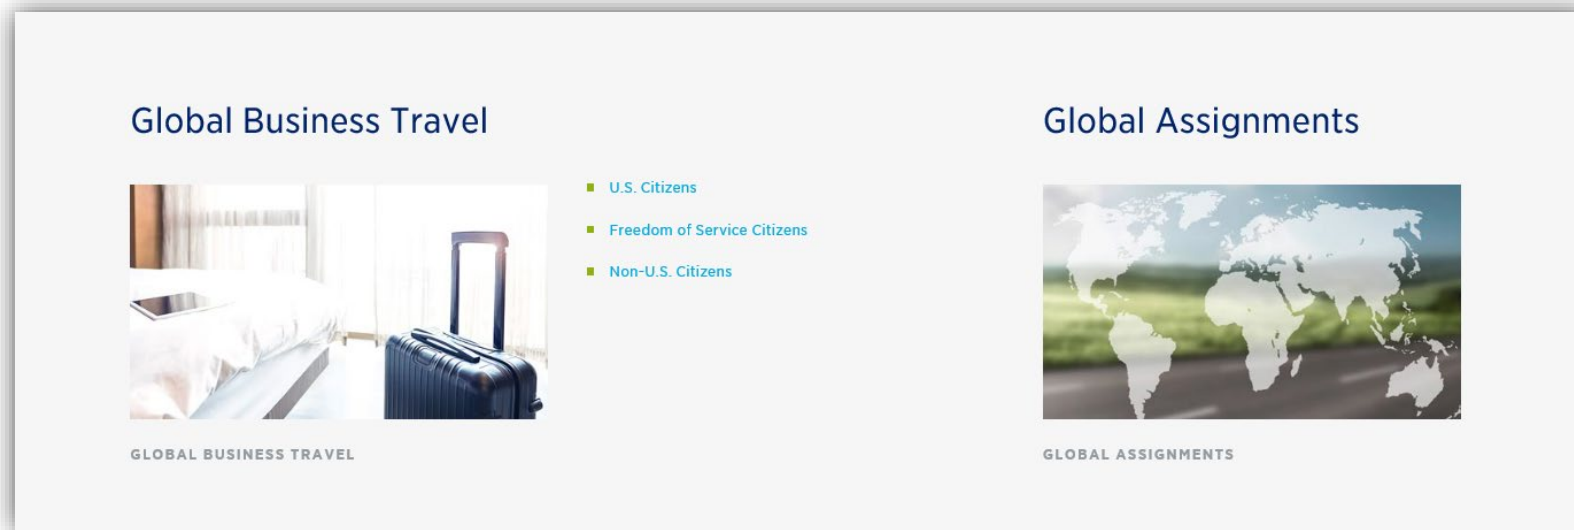 Global Business Travel
U.S. Citizens
Freedom of Service Citizens
Non-U.S. Citizens
GLOBAL BUSINESS TRAVEL
Global Assignments
GLOBAL ASSIGNMENTS